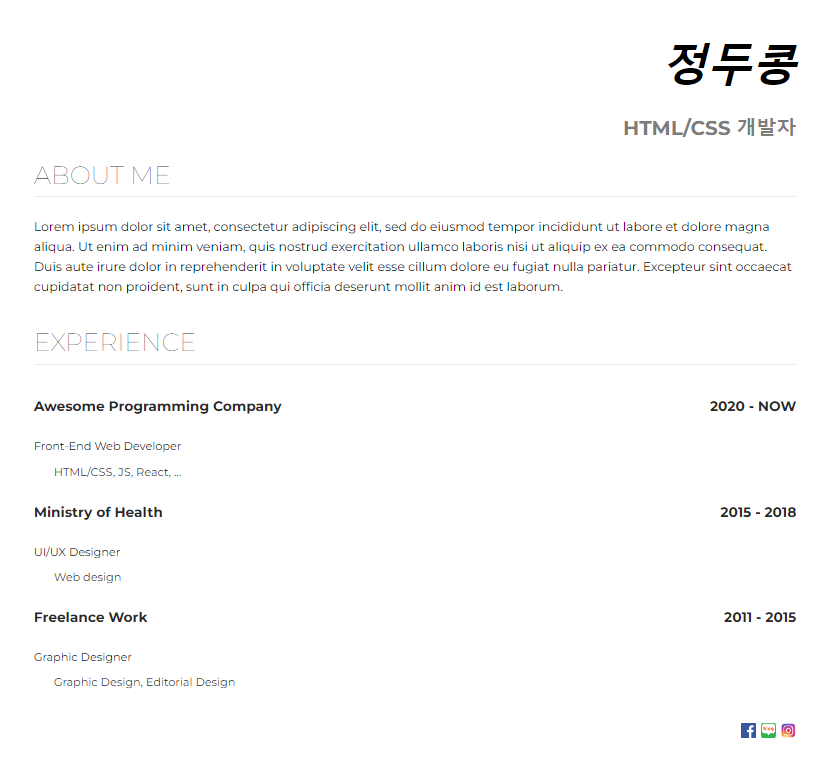 정두콩
HTML/CSS 개발자
ABOUT ME
Lorem ipsum dolor sit amet, consectetur adipiscing elit, sed do eiusmod tempor incididunt ut labore et dolore magna
aliqua. Ut enim ad minim veniam, quis nostrud exercitation ullamco laboris nisi ut aliquip ex ea commodo consequat.
Duis aute irure dolor in reprehenderit in voluptate velit esse cillum dolore eu fugiat nulla pariatur. Excepteur sint occaecat
cupidatat non proident, sunt in culpa qui officia deserunt mollit anim id est laborum.
EXPERIENCE
Awesome Programming Company 2020 - NOW
Front-End Web Developer
HTML/CSS, JS, React, ...
Ministry of Health 2015 - 2018
UI/UX Designer
Web design
Freelance Work 2011 - 2015
Graphic Designer
Graphic Design, Editorial Design
blog